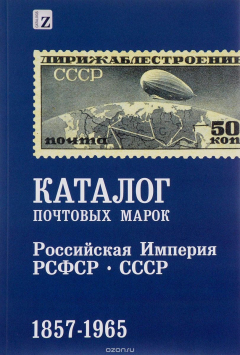 Z
ДИРИЖАБЛЕСТРОЕНИЕ
СССР
ПОЧТА
50
КОП
КАТАЛОГ
ПОЧТОВЫХ МАРОК
Российская Империя
РСФСР · СССР
1857-1965
ozon.ru